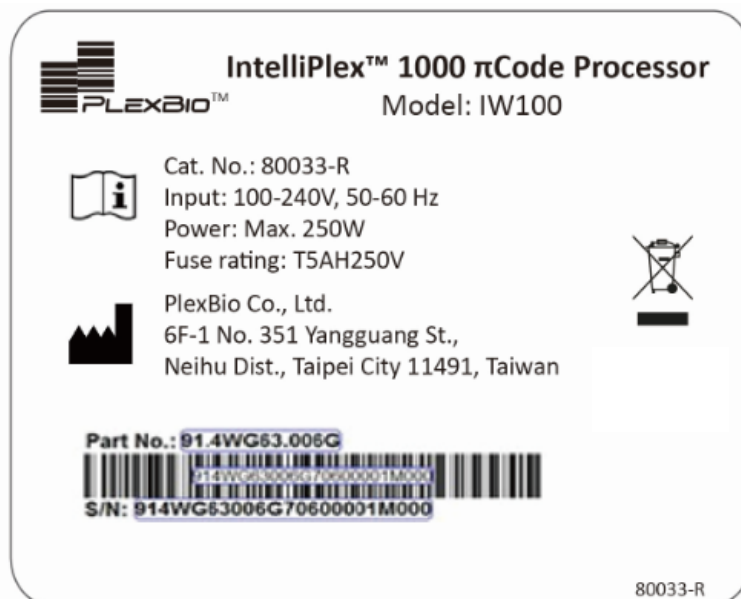 IntelliPlex™ 1000 πCode Processor
PLEXBIO™
Model: IW100
Cat. No.: 80033-R
Input: 100-240V, 50-60 Hz
Power: Max. 250W
Fuse rating: T5AH250V
PlexBio Co., Ltd.
6F-1 No. 351 Yangguang St.,
Neihu Dist., Taipei City 11491, Taiwan
Part No.: 91.4WG63.006G
914WG63006G70600001M000
S/N: 914WG63006G70600001M000
80033-R